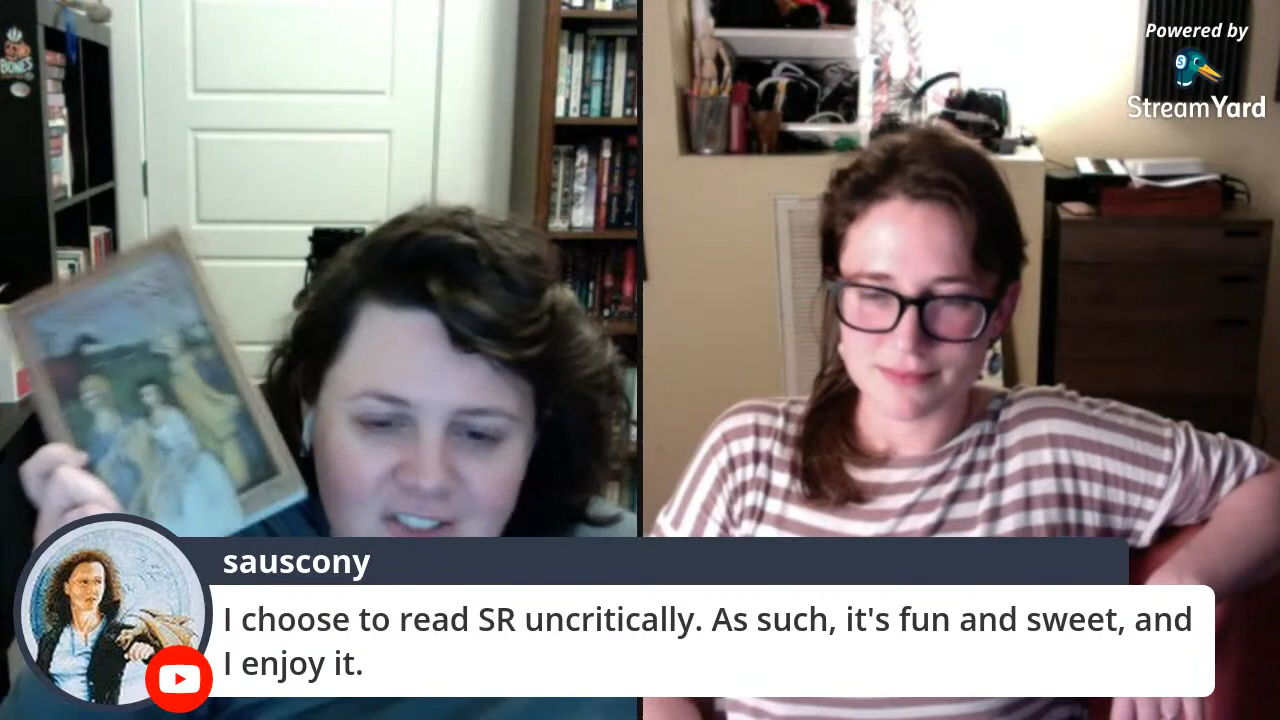 Powered by
StreamYard
BONES
sauscony
I choose to read SR uncritically. As such, it's fun and sweet, and
I enjoy it.